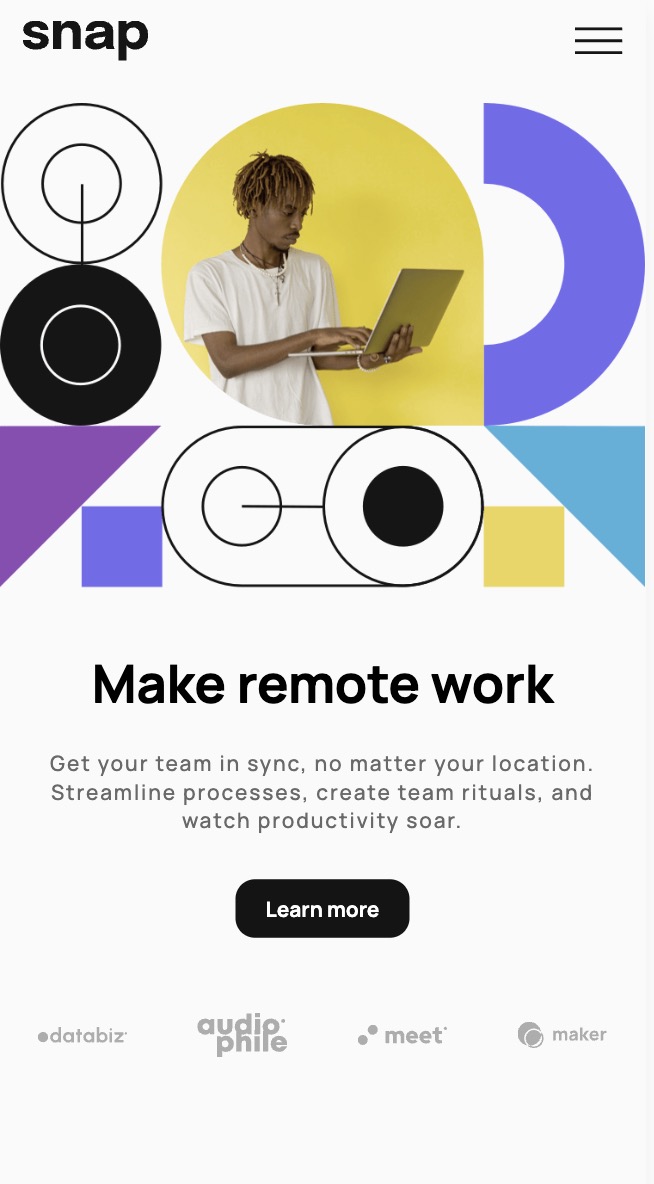 snap
Make remote work
Get your team in sync, no matter your location.
Streamline processes, create team rituals, and
watch productivity soar.
Learn more
databiz
audio
phile
meet
maker